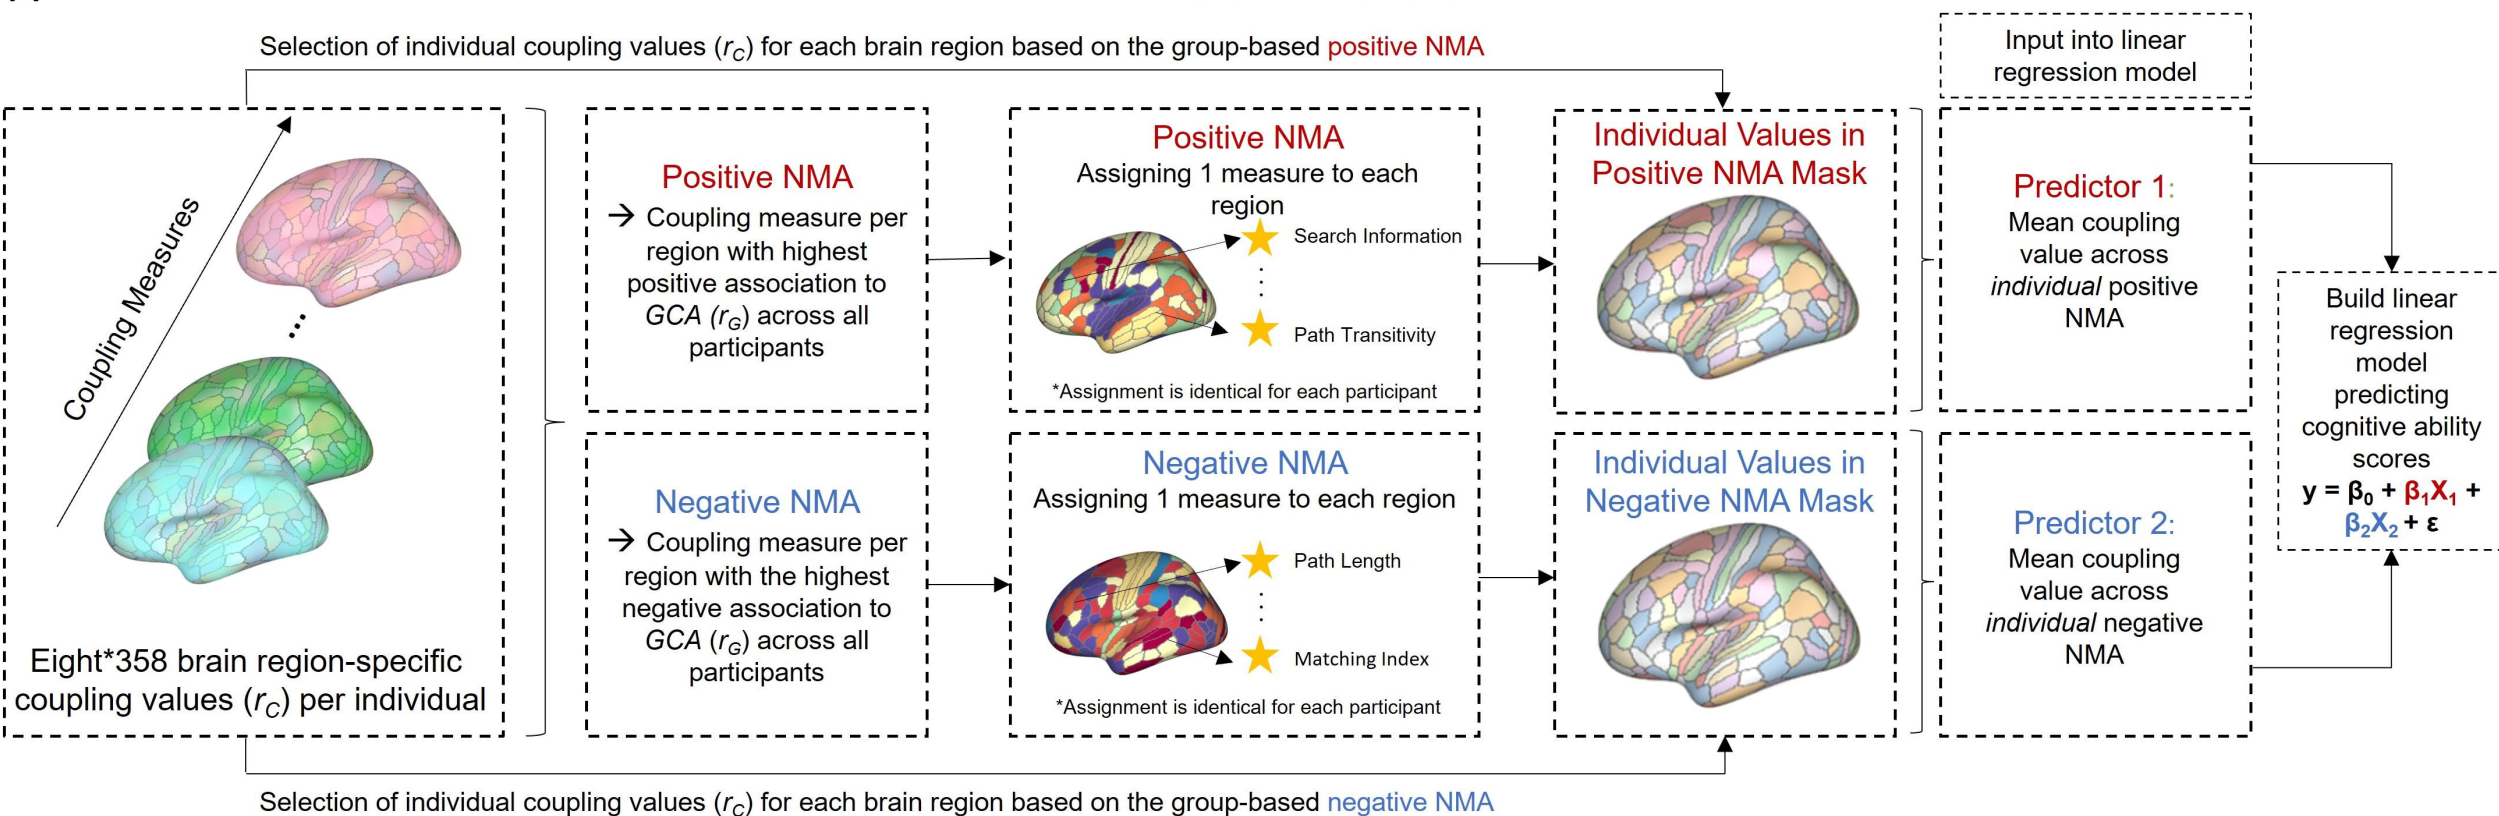 Selection of individual coupling values (rC) for each brain region based on the group-based positive NMA
Input into linear
regression model
Coupling Measures
Eight*358 brain region-specific
coupling values (rC) per individual
Positive NMA
→ Coupling measure per
region with highest
positive association to
GCA (rG) across all
participants
Positive NMA
Assigning 1 measure to each
region
Search Information
Path Transitivity
*Assignment is identical for each participant
Individual Values in
Positive NMA Mask
Predictor 1:
Mean coupling
value across
individual positive
NMA
Negative NMA
→ Coupling measure per
region with the highest
negative association to
GCA (rG) across all
participants
Negative NMA
Assigning 1 measure to each region
Path Length
Matching Index
*Assignment is identical for each participant
Individual Values in
Negative NMA Mask
Predictor 2:
Mean coupling
value across
individual negative
NMA
Build linear
regression
model
predicting
cognitive ability
scores
y = β0 + β1X1 +
β2X2 + ε
Selection of individual coupling values (rC) for each brain region based on the group-based negative NMA